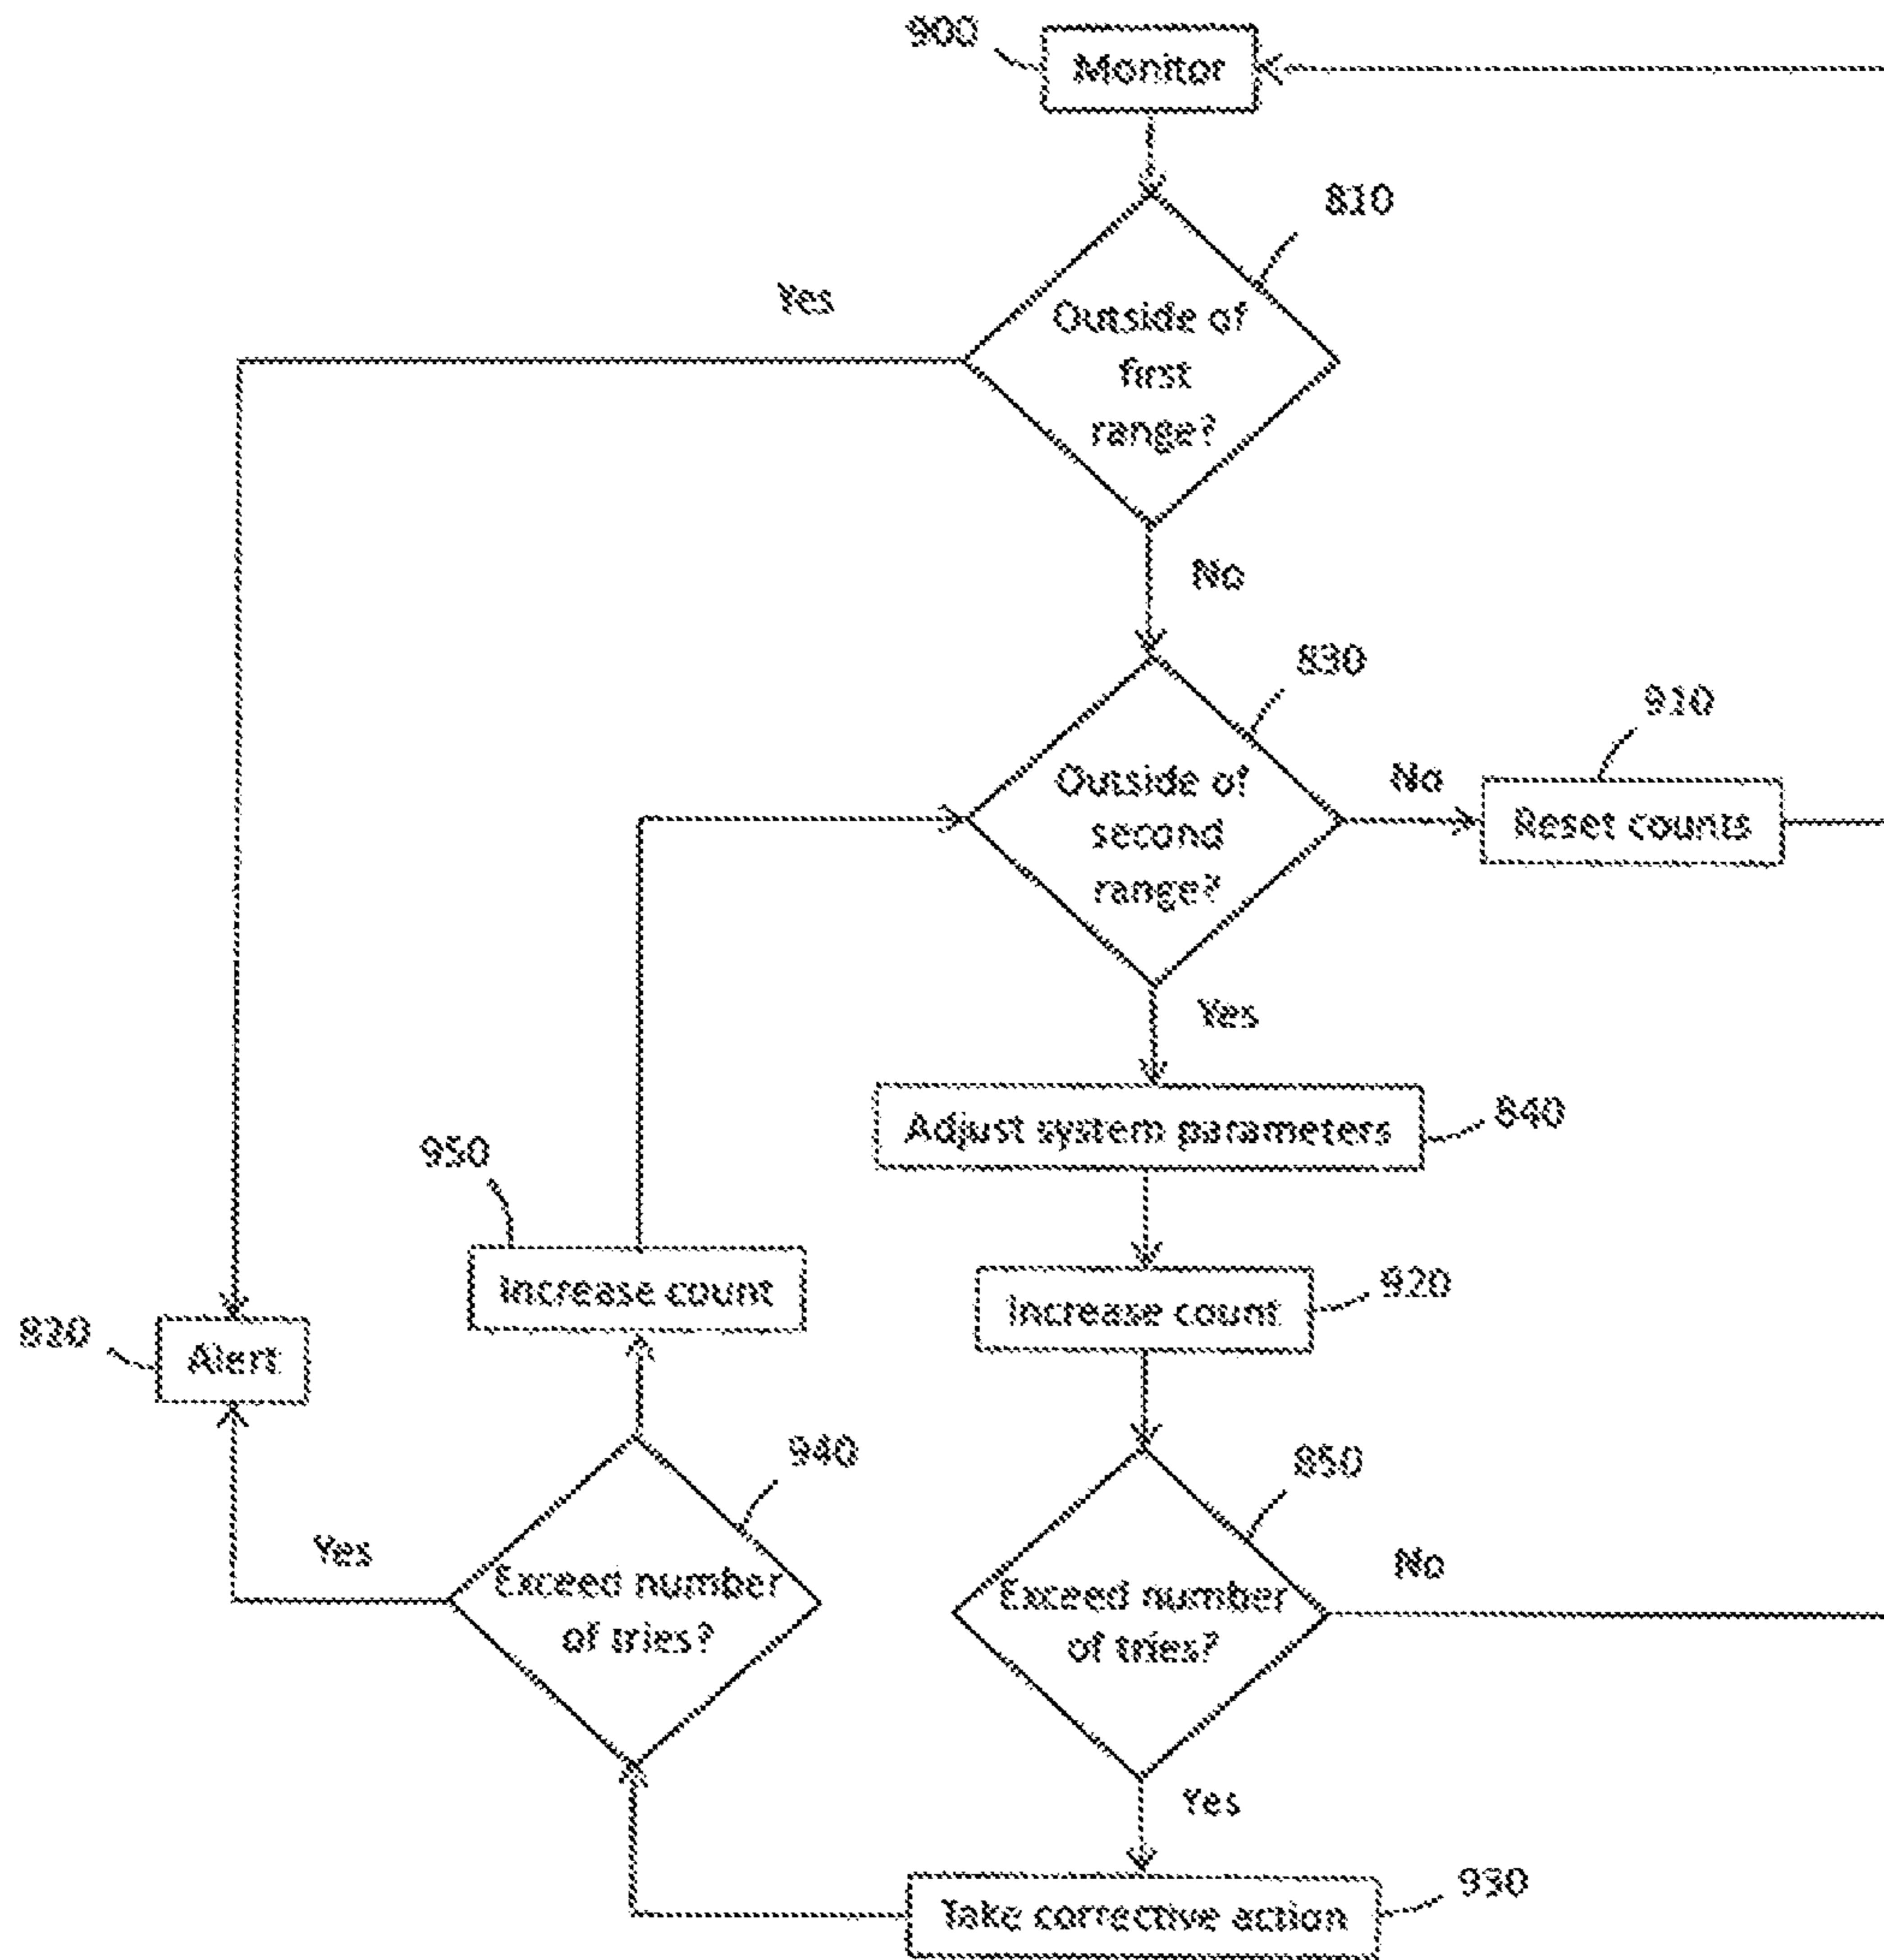 900
Monitor
810
Yes
Outside of
first
range?
No
830
910
Outside of
second
range?
No
Reset counts
Yes
Adjust system parameters
840
950
Increase count
Increase count
920
820
Alert
940
850
Yes
Exceed number
of tries?
Exceed number
of tries?
No
Yes
Take corrective action
930